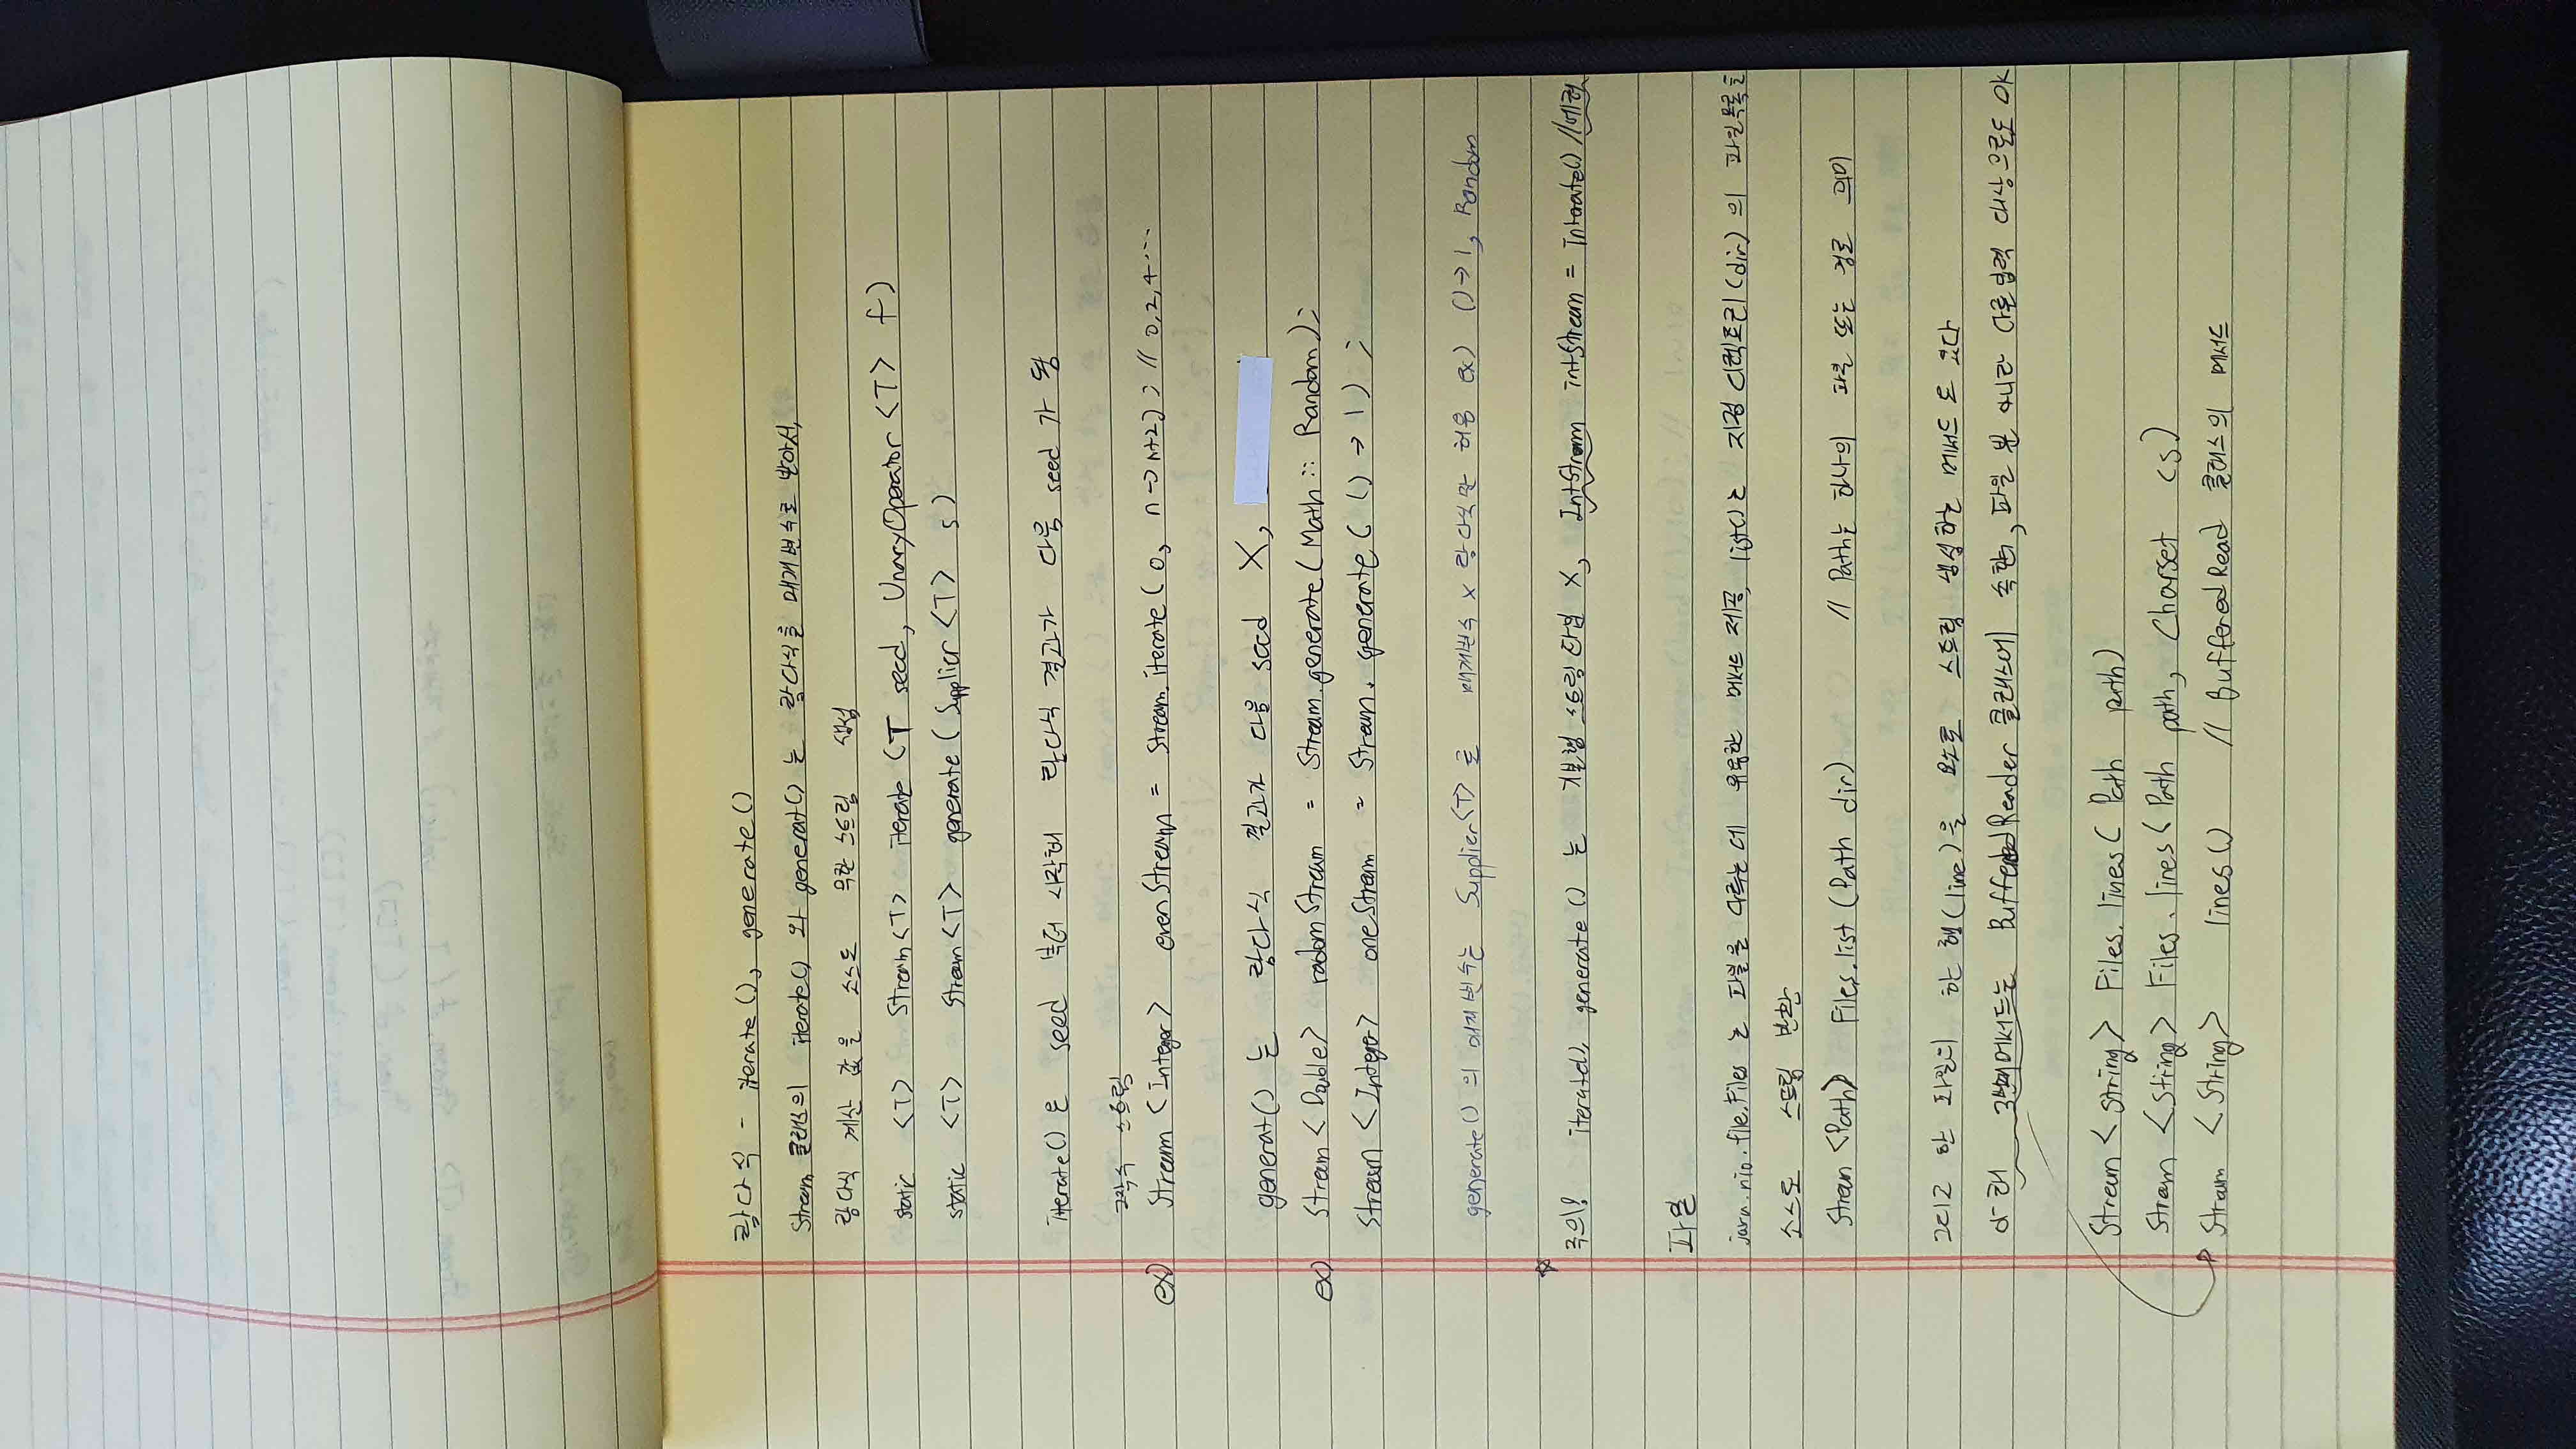 람다식 - iterate(), generate()
Stream 클래스의 iterate() 와 generat() 는 람다식을 매개변수로 받아서,
람다식 계산 값을 소스도 무한 스트림 생성
static <T> Stream<T> iterate (T seed, UnaryOperator <T> f)
static <T> Stream<T> generate (Supplier <T> s)
iterate() 은 seed 부터 시작해 람다식 결과가 다음 seed 가 됨
스트림
ex) Stream <Integer> evenStream = Stream.iterate (0, n->n+2); // 0,2,4...
generat() 는 람다식 결과가 다음 seed X,
ex) Stream <Double> radomStream = Stream.generate (Math :: Random);
Stream <Integer> oneStream = Stream. generate ( () → 1 ) ;
generate() 의 매개변수는 Supplier<T> 로 매개변수 x 람다식만 허용 ex) ()→1, Random
☆
주의! iterate(), generate () 는 기본형 스트림 타입 X, IntStream intStream = Interate() //에러
파일
java.nio.file.Files 는 파일을 다루는 데 유용한 메서드 제공, list()는 지정 디렉토리(dir) 의 파일목록을
소스로 스트림 반환
Stream <Path> Files.list (Path dir) // Path는 하나의 파일 또는 경로 의미
그리고 한 파일의 한 행(line)을 요소로 스트림 생성하는 메서드 도 있다
아래 3번째메서드는 BufferedReader 클래스에 속한, 파일 뿐 아니라 다른입력 대상으로도 OK
Stream <String> Files. lines ( Path path)
Stream <String> Files. lines ( Path path, Charset cs)
Stream <String> lines () // BufferedRead 클래스의 메서드